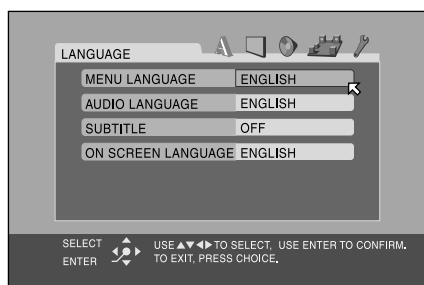 LANGUAGE
MENU LANGUAGE ENGLISH
AUDIO LANGUAGE ENGLISH
SUBTITLE OFF
ON SCREEN LANGUAGE ENGLISH
SELECT USE ▲▼◀▶ TO SELECT, USE ENTER TO CONFIRM.
ENTER TO EXIT, PRESS CHOICE.